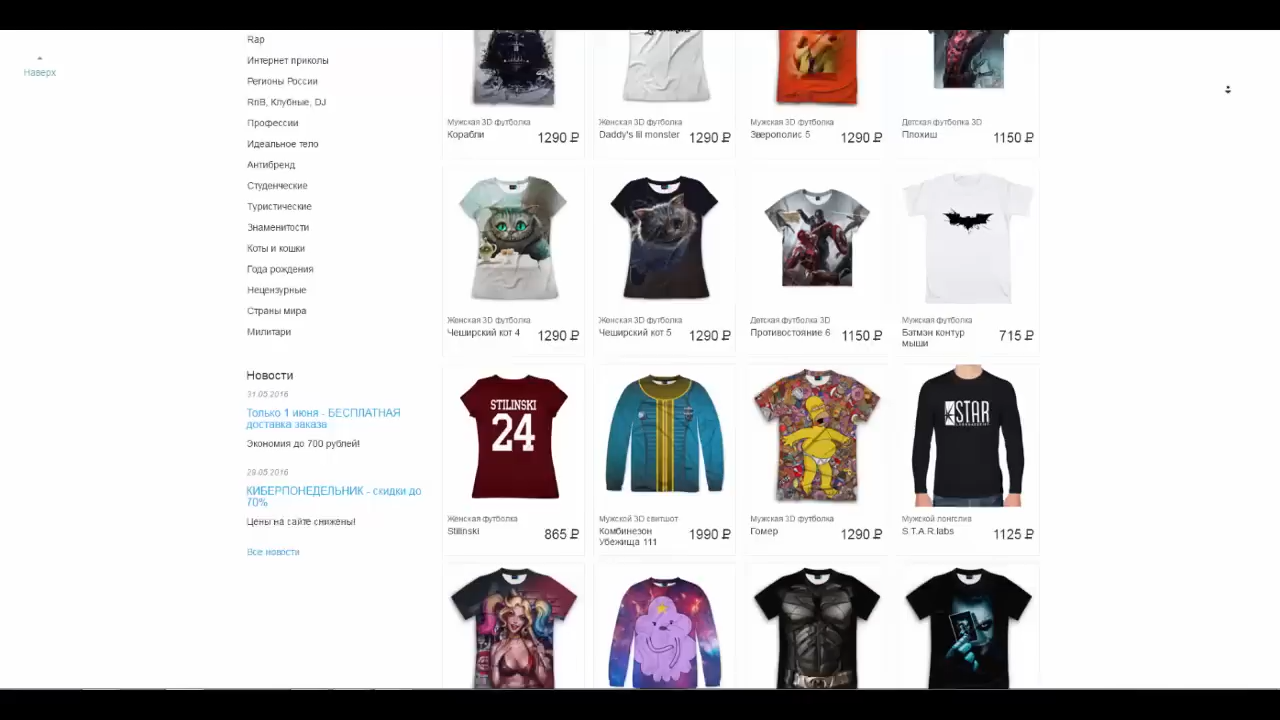 Наверх
Rap
Интернет приколы
Регионы России
RnB, Клубные, DJ
Профессии
Идеальное тело
Антибренд
Студенческие
Туристические
Знаменитости
Коты и кошки
Года рождения
Нецензурные
Страны мира
Милитари
Новости
31.05.2016
Только 1 июня - БЕСПЛАТНАЯ
доставка заказа
Экономия до 700 рублей!
29.05.2016
КИБЕРПОНЕДЕЛЬНИК - скидки до
70%
Цены на сайте снижены!
Все новости
Мужская 3D футболка
Корабли
1290 ₽
Женская 3D футболка
Daddy's lil monster
1290 ₽
Мужская 3D футболка
Зверополис 5
1290 ₽
Детская футболка 3D
Плохиш
1150 ₽
Женская 3D футболка
Чеширский кот 4
1290 ₽
Женская 3D футболка
Чеширский кот 5
1290 ₽
Детская футболка 3D
Противостояние 6
1150 ₽
Мужская футболка
Бэтмэн контур
мыши
715 ₽
STILINSKI
24
Женская футболка
Stilinski
865 ₽
Мужской 3D свитшот
Комбинезон
Убежища 111
1990 ₽
Мужская 3D футболка
Гомер
1290 ₽
STAR
Мужской лонгслив
S.T.A.R.labs
1125 ₽